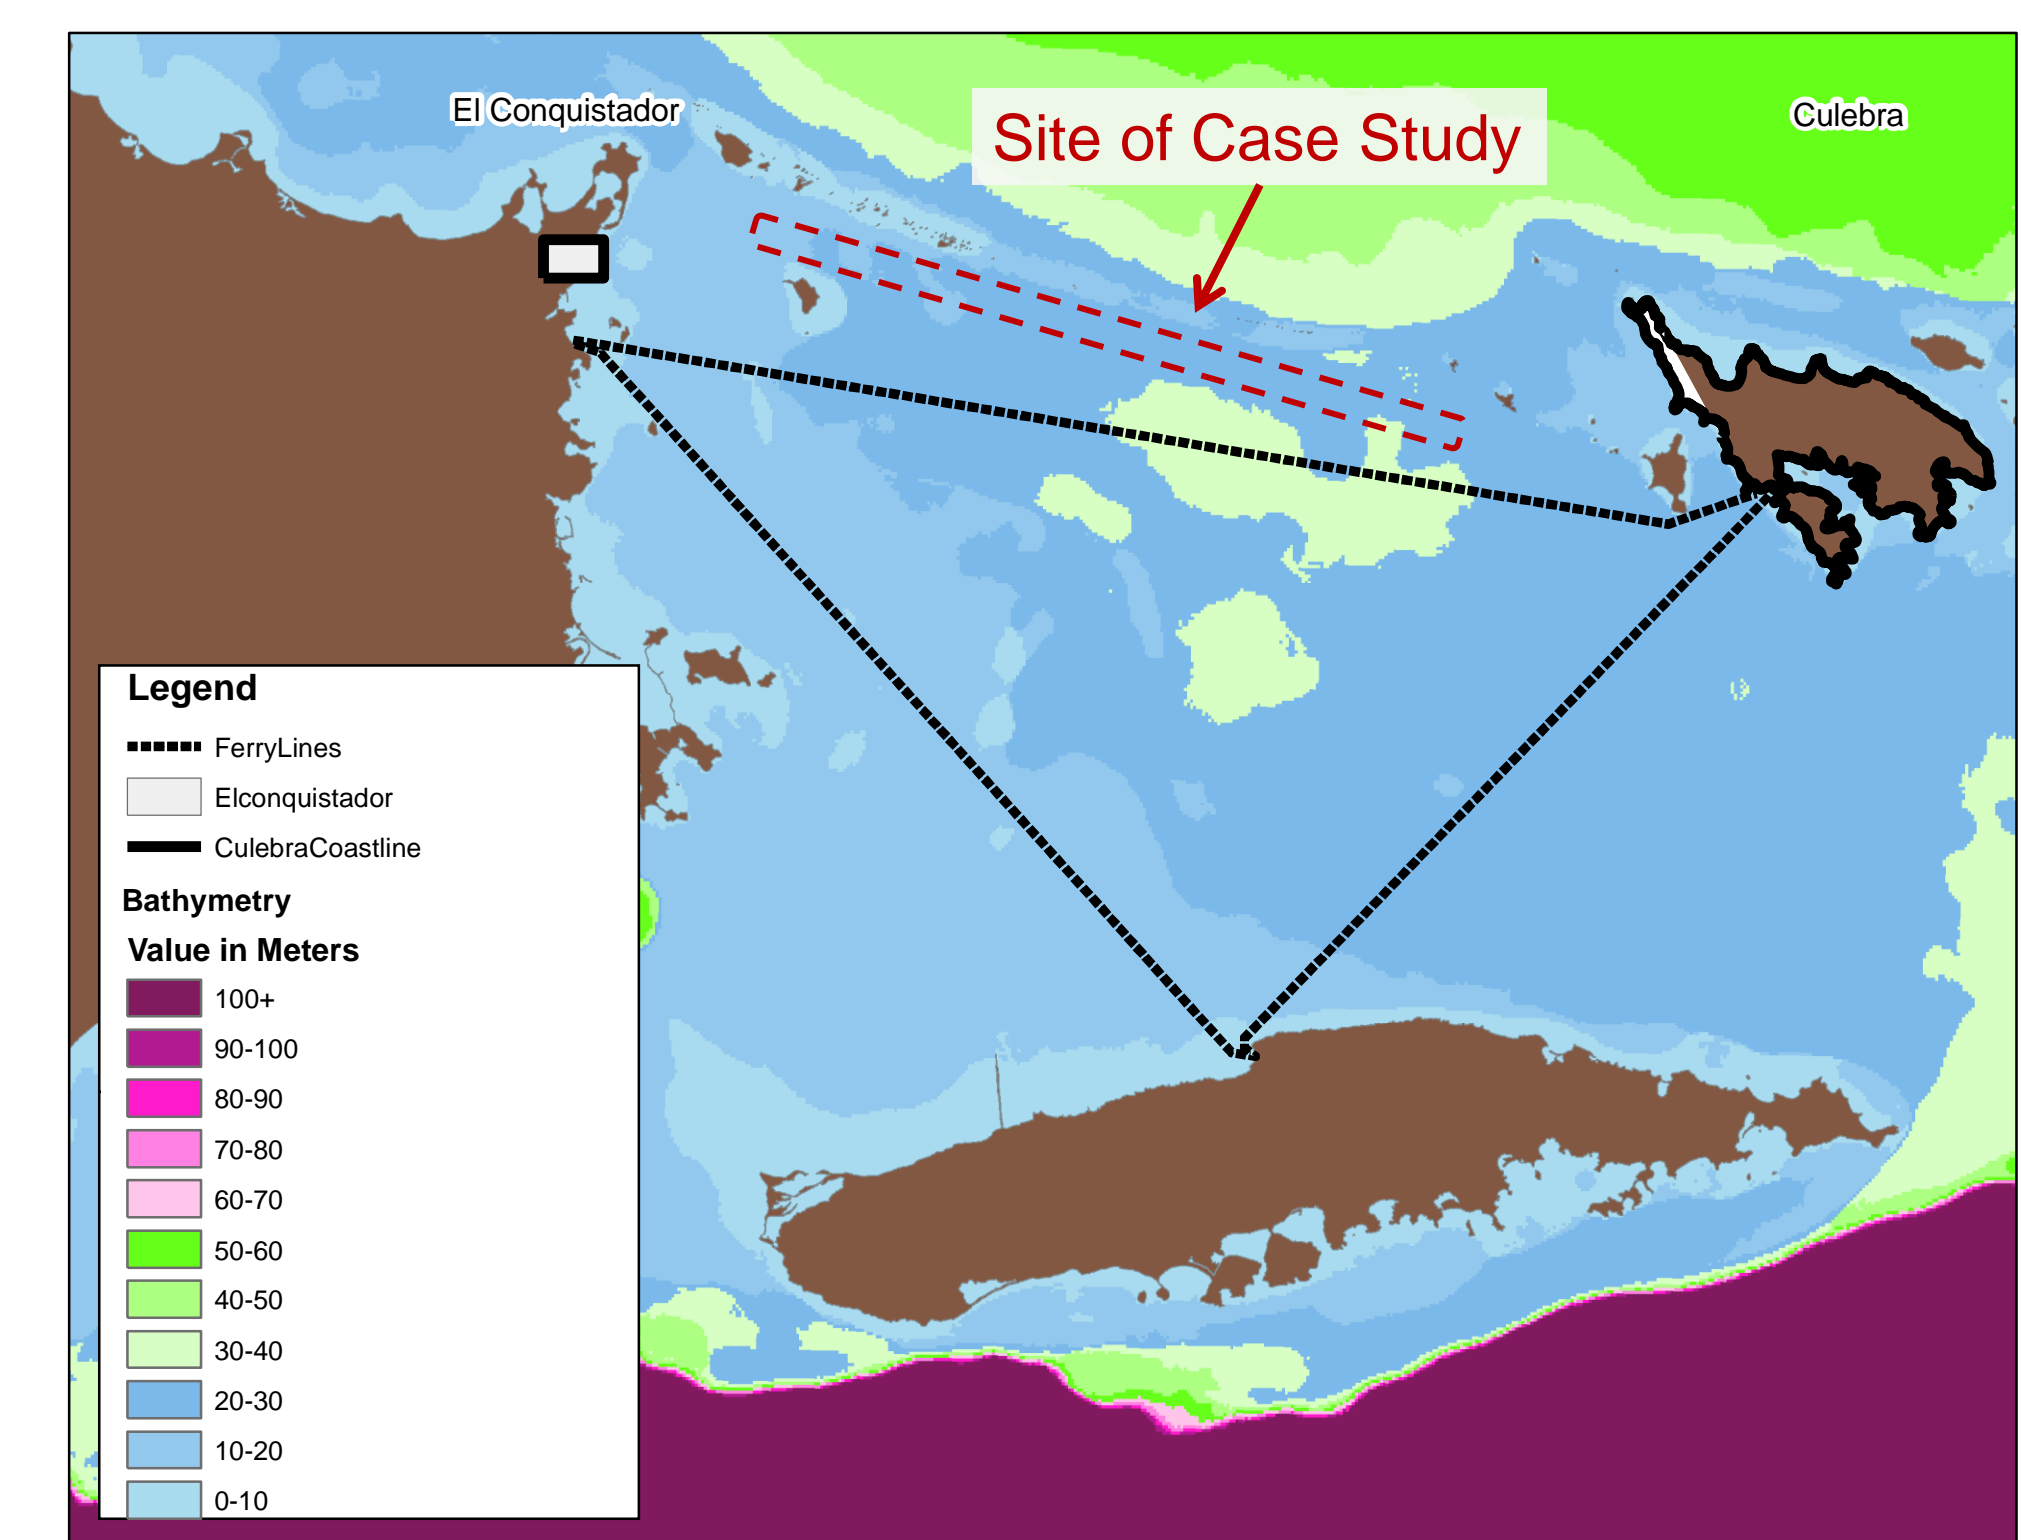 El Conquistador
Site of Case Study
Culebra
Legend
FerryLines
Elconquistador
CulebraCoastline
Bathymetry
Value in Meters
100+
90-100
80-90
70-80
60-70
50-60
40-50
30-40
20-30
10-20
0-10